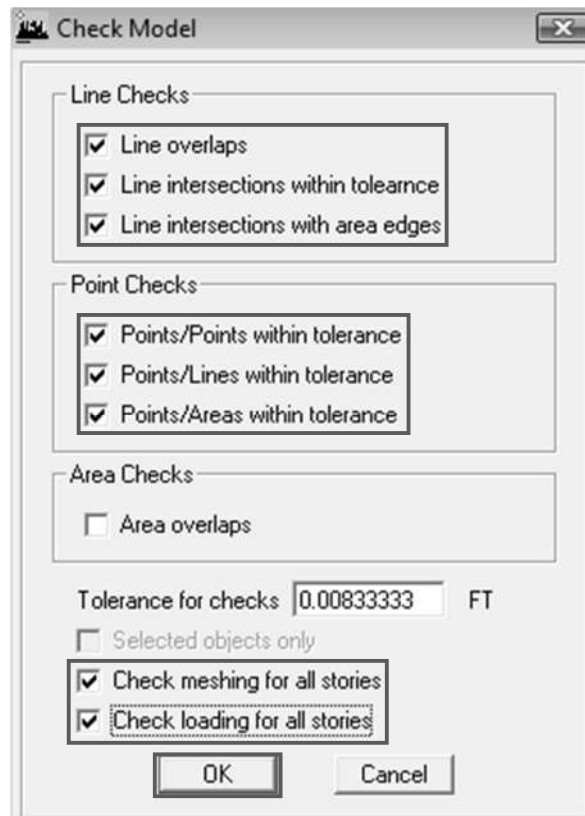 Check Model
Line Checks
Line overlaps
Line intersections within tolearnce
Line intersections with area edges
Point Checks
Points/Points within tolerance
Points/Lines within tolerance
Points/Areas within tolerance
Area Checks
Area overlaps
Tolerance for checks 0.00833333 FT
Selected objects only
Check meshing for all stories
Check loading for all stories
OK Cancel